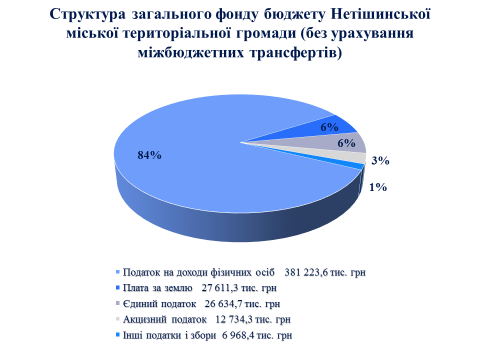 Структура загального фонду бюджету Нетішинської
міської територіальної громади (без урахування
міжбюджетних трансфертів)
6%
6%
84%
3%
1%
Податок на доходи фізичних осіб 381 223,6 тис. грн
Плата за землю 27 611,3 тис. грн
Єдиний податок 26 634,7 тис. грн
Акцизний податок 12 734,3 тис. грн
Інші податки і збори 6 968,4 тис. грн